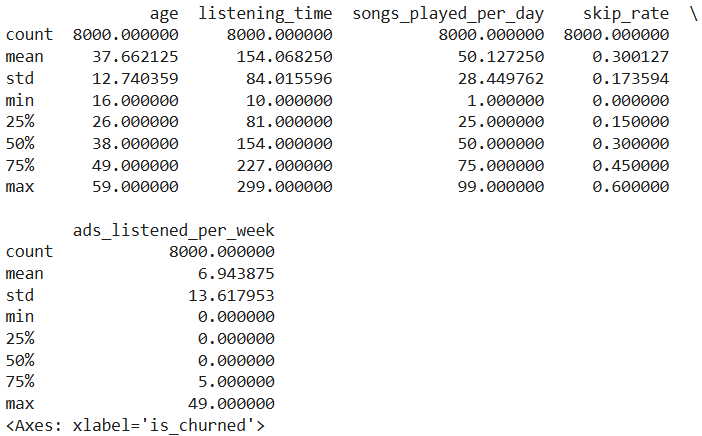 age  listening_time  songs_played_per_day    skip_rate  \
count  8000.000000     8000.000000           8000.000000  8000.000000
mean     37.662125      154.068250             50.127250     0.300127
std      12.740359       84.015596             28.449762     0.173594
min      16.000000       10.000000              1.000000     0.000000
25%      26.000000       81.000000             25.000000     0.150000
50%      38.000000      154.000000             50.000000     0.300000
75%      49.000000      227.000000             75.000000     0.450000
max      59.000000      299.000000             99.000000     0.600000

       ads_listened_per_week
count            8000.000000
mean                6.943875
std                13.617953
min                 0.000000
25%                 0.000000
50%                 0.000000
75%                 5.000000
max                49.000000
<Axes: xlabel='is_churned'>